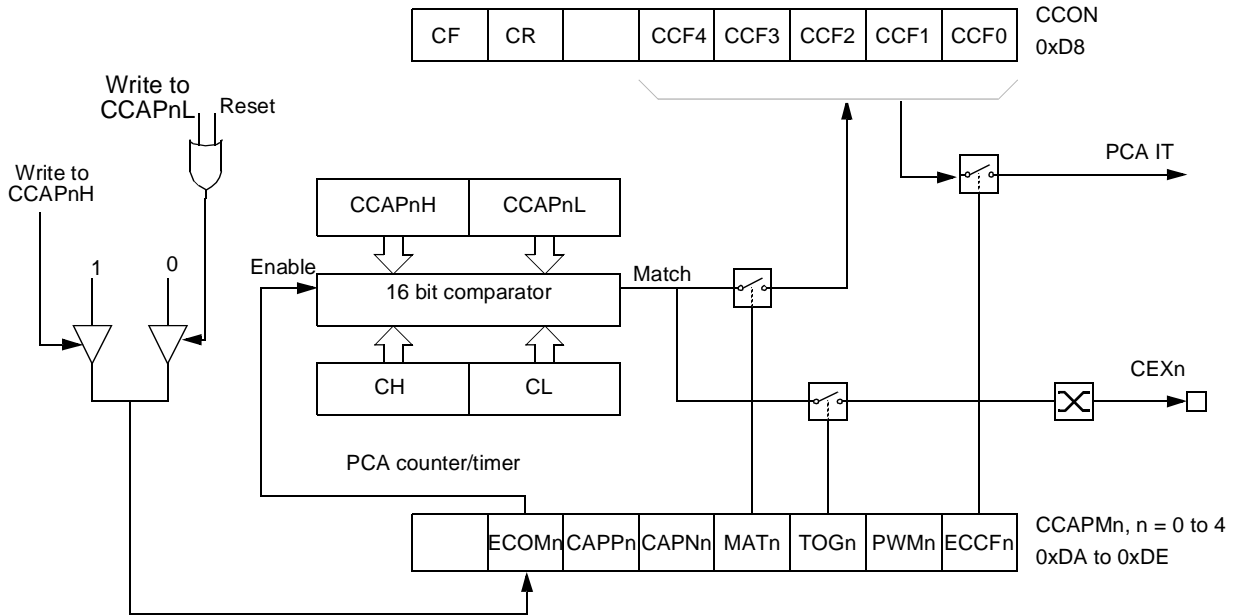 CF CR CCF4 CCF3 CCF2 CCF1 CCF0
CCON
0xD8
Write to
CCAPnL
Reset
Write to
CCAPnH
PCA IT
CCAPnH CCAPnL
1 0
Enable
16 bit comparator
Match
CH CL
CEXn
PCA counter/timer
ECOMn CAPPn CAPNn MATn TOGn PWMn ECCFn
CCAPMn, n = 0 to 4
0xDA to 0xDE